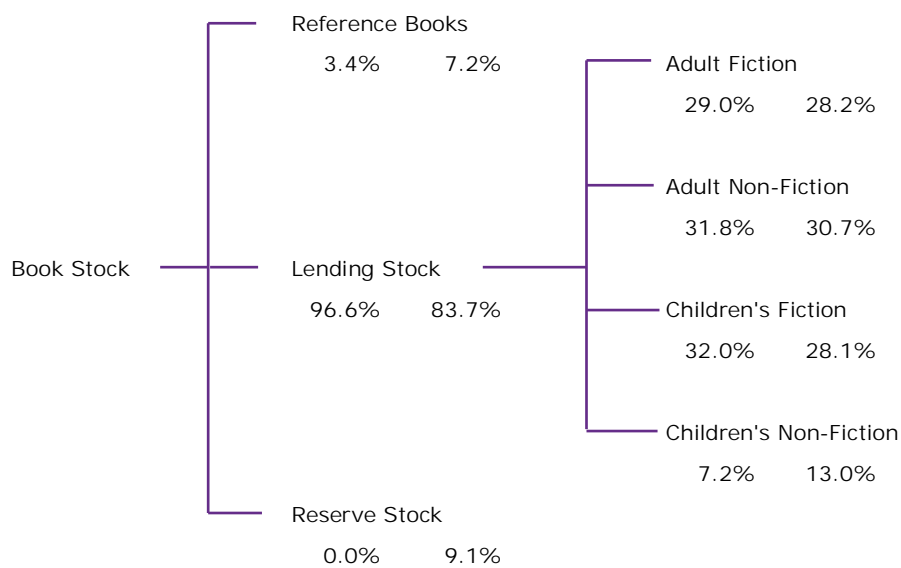 Reference Books
3.4% 7.2%
Adult Fiction
29.0% 28.2%
Adult Non-Fiction
31.8% 30.7%
Book Stock
Lending Stock
96.6% 83.7%
Children's Fiction
32.0% 28.1%
Children's Non-Fiction
7.2% 13.0%
Reserve Stock
0.0% 9.1%